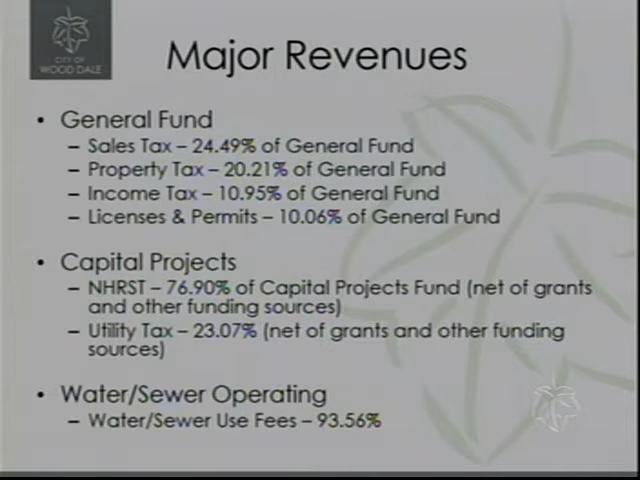 CITY OF
WOOD DALE
Major Revenues
• General Fund
– Sales Tax – 24.49% of General Fund
– Property Tax – 20.21% of General Fund
– Income Tax – 10.95% of General Fund
– Licenses & Permits – 10.06% of General Fund
• Capital Projects
– NHRST – 76.90% of Capital Projects Fund (net of grants
and other funding sources)
– Utility Tax – 23.07% (net of grants and other funding
sources)
• Water/Sewer Operating
– Water/Sewer Use Fees – 93.56%